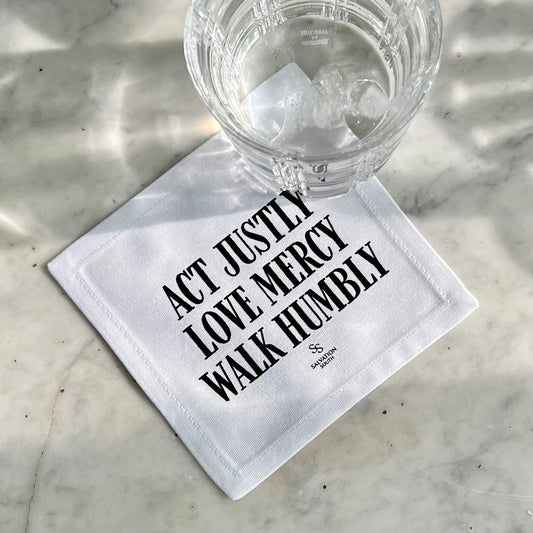 ACT JUSTLY
LOVE MERCY
WALK HUMBLY
SS
SALVATION
SOUTH